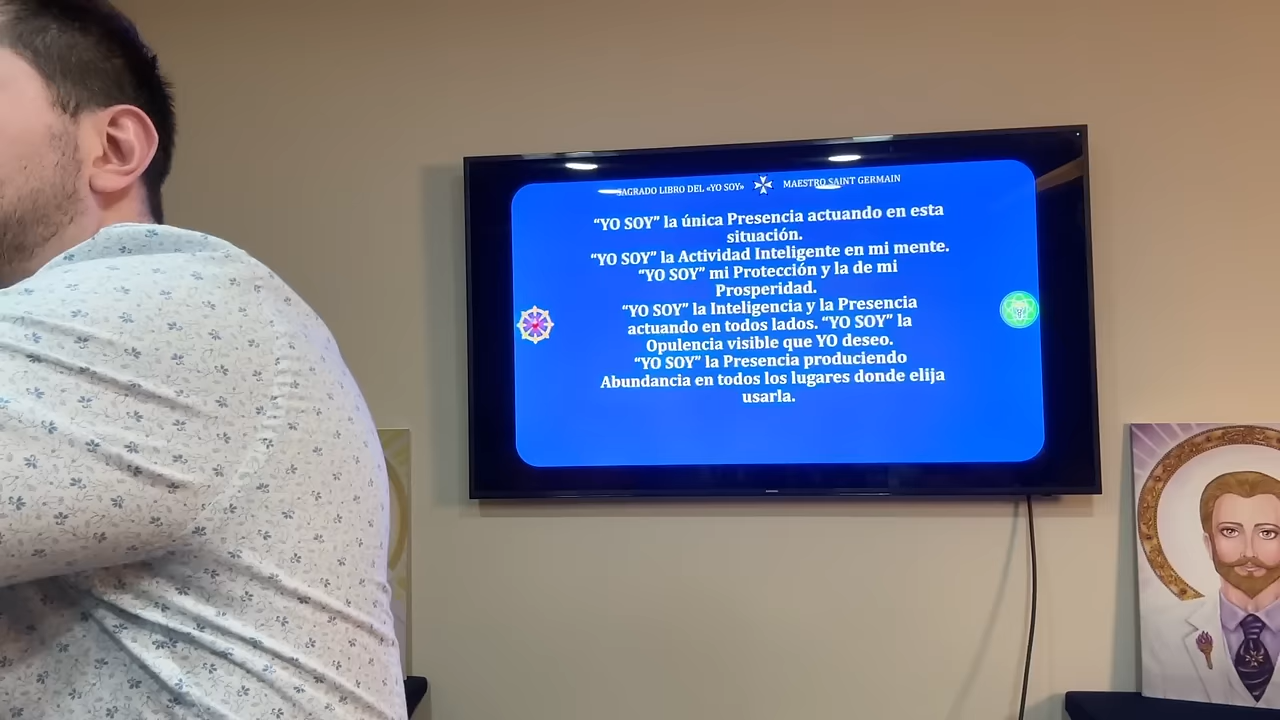 SAGRADO LIBRO DEL «YO SOY» MAESTRO SAINT GERMAIN
“YO SOY” la única Presencia actuando en esta
situación.
“YO SOY” la Actividad Inteligente en mi mente.
“YO SOY” mi Protección y la de mi
Prosperidad.
“YO SOY” la Inteligencia y la Presencia
actuando en todos lados. “YO SOY” la
Opulencia visible que YO deseo.
“YO SOY” la Presencia produciendo
Abundancia en todos los lugares donde elija
usarla.